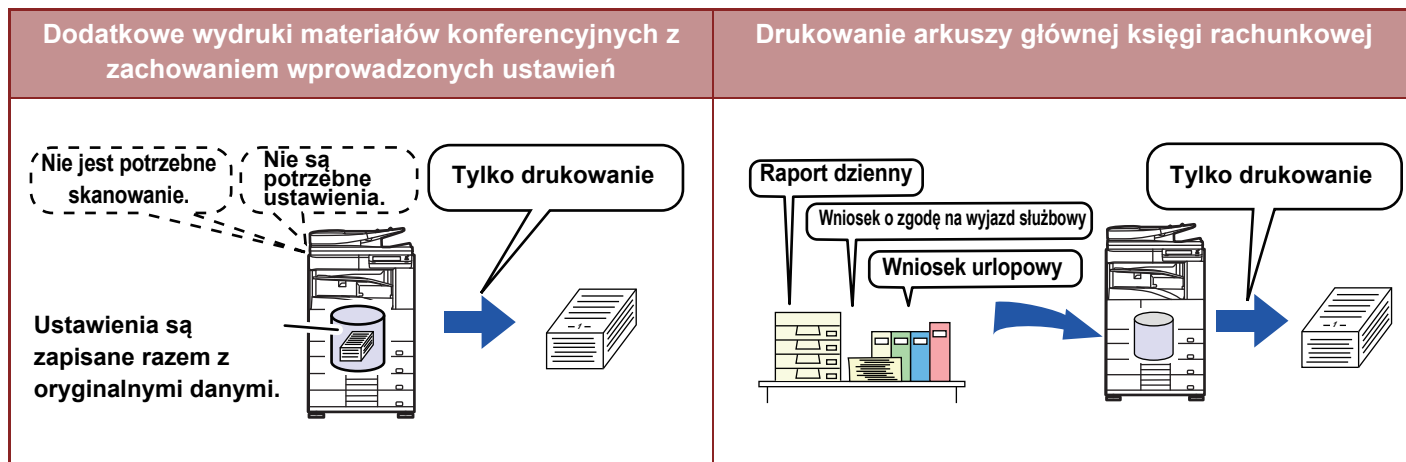 Dodatkowe wydruki materiałów konferencyjnych z
zachowaniem wprowadzonych ustawień
Drukowanie arkuszy głównej księgi rachunkowej
Nie jest potrzebne
skanowanie.
Nie są
potrzebne
ustawienia.
Tylko drukowanie
Ustawienia są
zapisane razem z
oryginalnymi danymi.
-1-
Raport dzienny
Wniosek o zgodę na wyjazd służbowy
Wniosek urlopowy
Tylko drukowanie
-1-